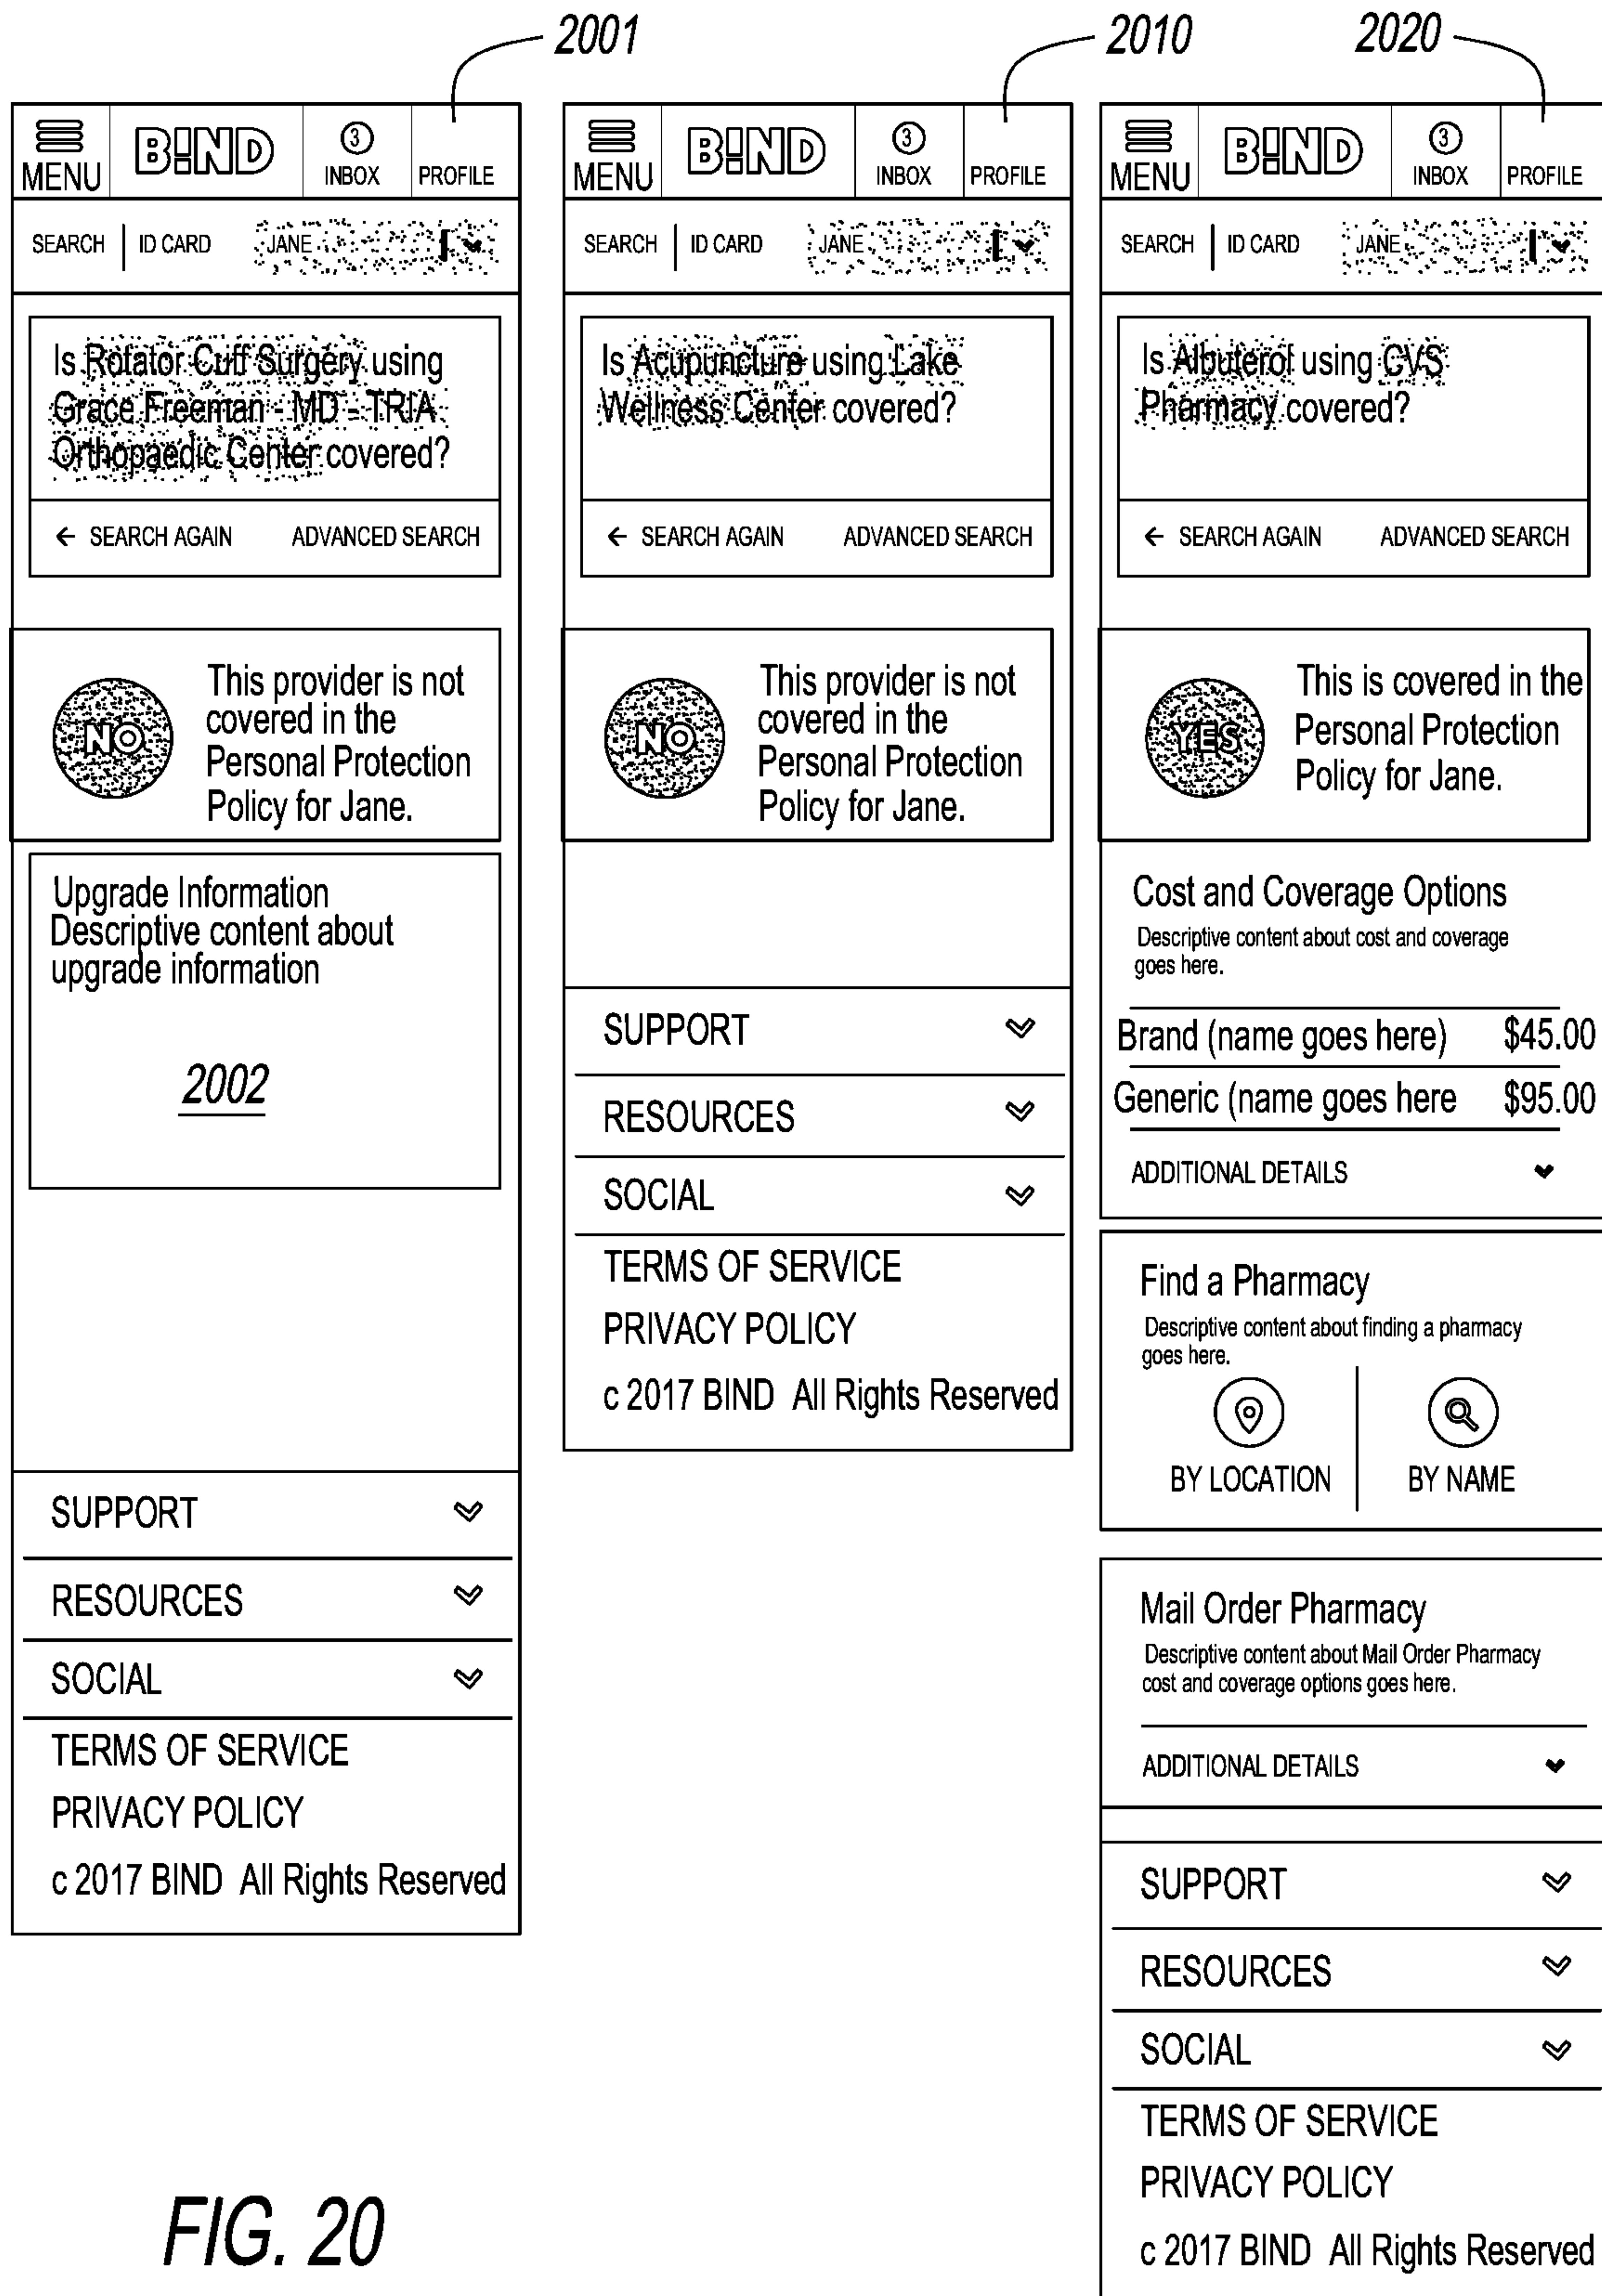 2001
2010
2020
MENU
B!ND
3
INBOX
PROFILE
SEARCH
ID CARD
JANE
Is Rotator Cuff Surgery using
Grace Freeman - MD - TRIA
Orthopaedic Center covered?
← SEARCH AGAIN
ADVANCED SEARCH
NO
This provider is not
covered in the
Personal Protection
Policy for Jane.
Upgrade Information
Descriptive content about
upgrade information
2002
SUPPORT
RESOURCES
SOCIAL
TERMS OF SERVICE
PRIVACY POLICY
c 2017 BIND All Rights Reserved
MENU
B!ND
3
INBOX
PROFILE
SEARCH
ID CARD
JANE
Is Acupuncture using Lake
Wellness Center covered?
← SEARCH AGAIN
ADVANCED SEARCH
NO
This provider is not
covered in the
Personal Protection
Policy for Jane.
SUPPORT
RESOURCES
SOCIAL
TERMS OF SERVICE
PRIVACY POLICY
c 2017 BIND All Rights Reserved
MENU
B!ND
3
INBOX
PROFILE
SEARCH
ID CARD
JANE
Is Albuterol using CVS
Pharmacy covered?
← SEARCH AGAIN
ADVANCED SEARCH
YES
This is covered in the
Personal Protection
Policy for Jane.
Cost and Coverage Options
Descriptive content about cost and coverage
goes here.
Brand (name goes here) $45.00
Generic (name goes here $95.00
ADDITIONAL DETAILS
Find a Pharmacy
Descriptive content about finding a pharmacy
goes here.
BY LOCATION
BY NAME
Mail Order Pharmacy
Descriptive content about Mail Order Pharmacy
cost and coverage options goes here.
ADDITIONAL DETAILS
SUPPORT
RESOURCES
SOCIAL
TERMS OF SERVICE
PRIVACY POLICY
c 2017 BIND All Rights Reserved
FIG. 20